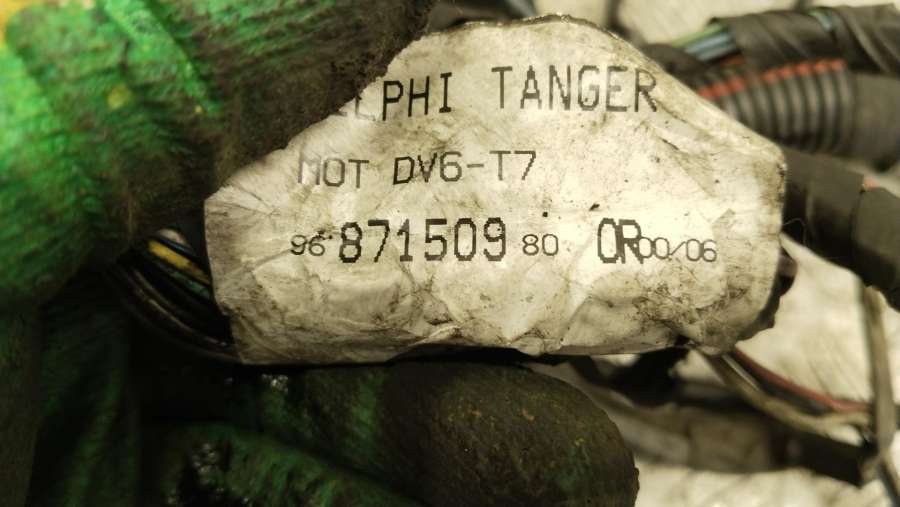 ELPHI TANGER
MOT DV6-T7
96 871509 80 OR00/06